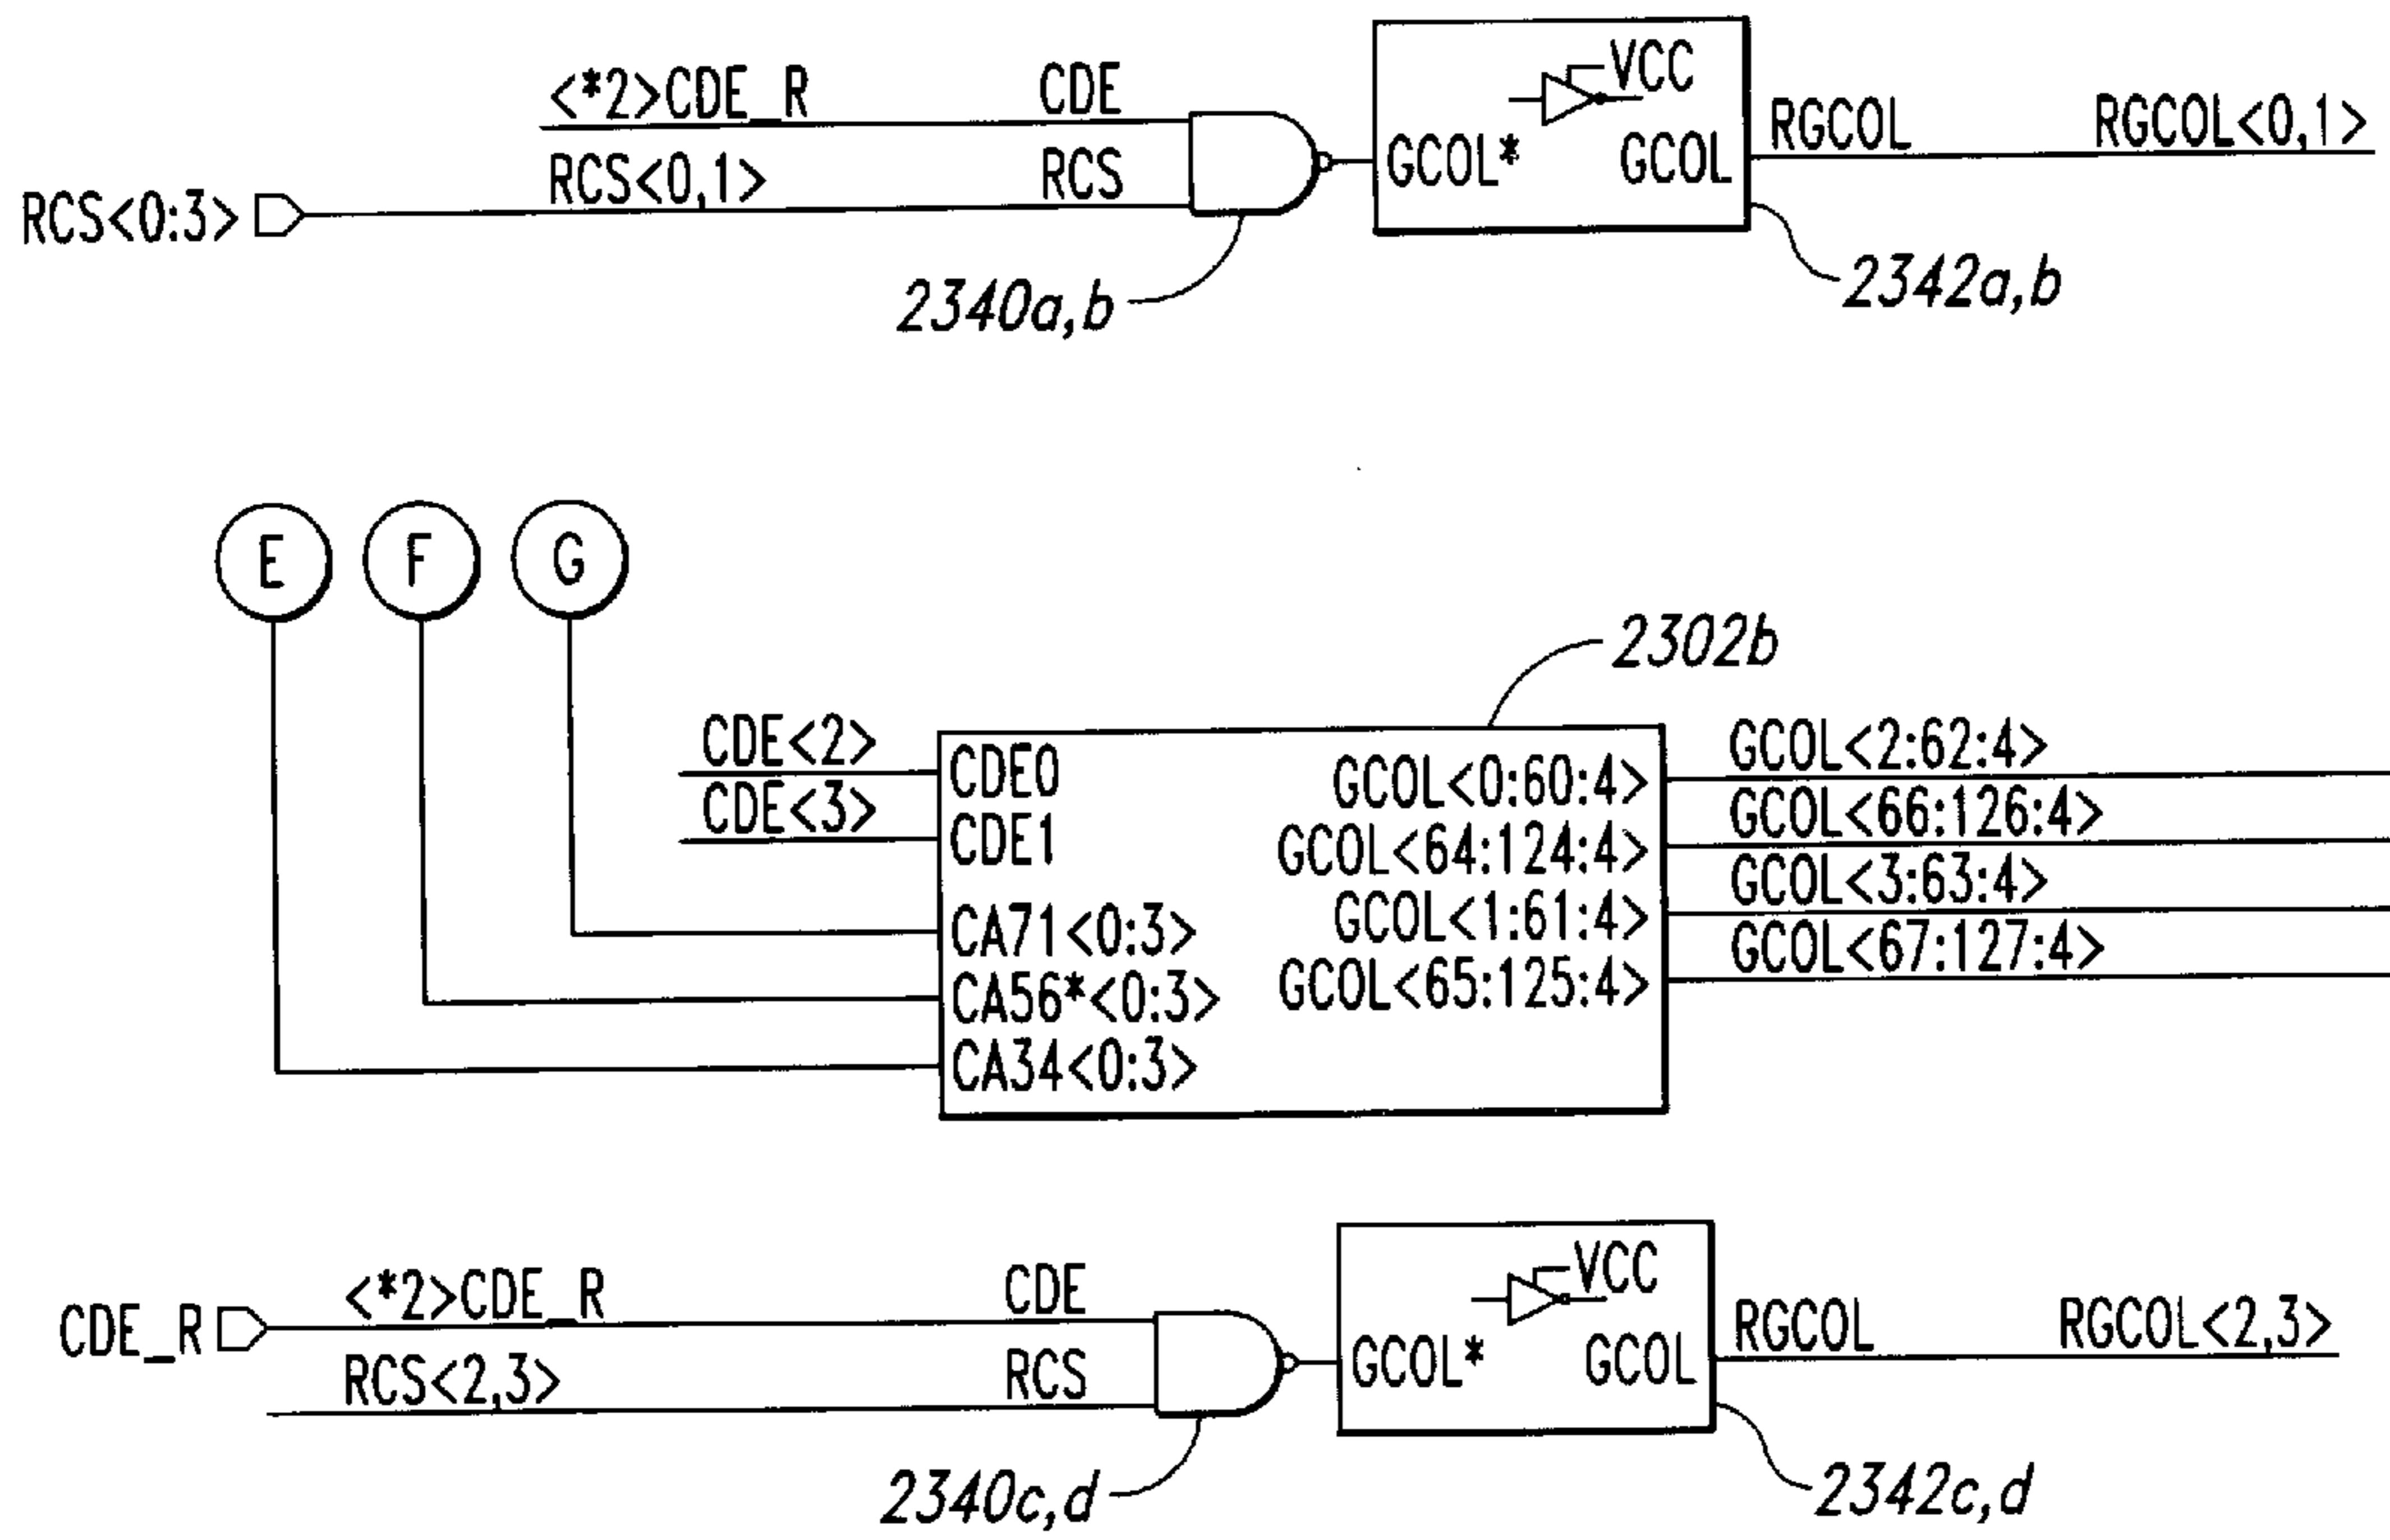 <*2>CDE_R
CDE
VCC
RCS<0:3>
RCS<0,1>
RCS
GCOL*
GCOL
RGCOL
RGCOL<0,1>
2340a,b
2342a,b
E
F
G
2302b
CDE<2>
CDE<3>
CDE0
CDE1
CA71<0:3>
CA56*<0:3>
CA34<0:3>
GCOL<0:60:4>
GCOL<64:124:4>
GCOL<1:61:4>
GCOL<65:125:4>
GCOL<2:62:4>
GCOL<66:126:4>
GCOL<3:63:4>
GCOL<67:127:4>
CDE_R
<*2>CDE_R
CDE
VCC
RCS<2,3>
RCS
GCOL*
GCOL
RGCOL
RGCOL<2,3>
2340c,d
2342c,d